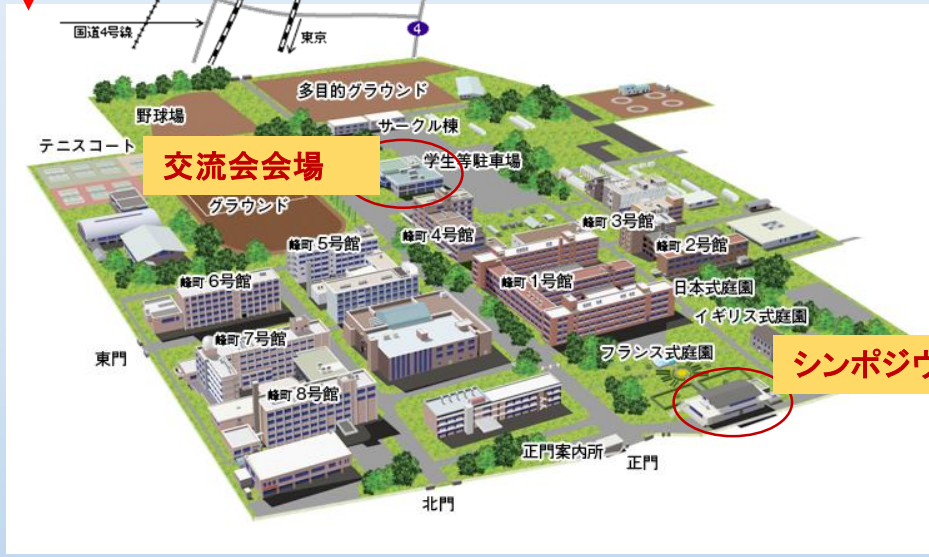 国道4号線
東京
4
多目的グラウンド
野球場
サークル棟
テニスコート
交流会会場
学生等駐車場
グラウンド
峰町3号館
峰町5号館
峰町4号館
峰町2号館
峰町6号館
峰町1号館
日本式庭園
イギリス式庭園
峰町7号館
東門
フランス式庭園
シンポジウ
峰町8号館
正門案内所
正門
北門